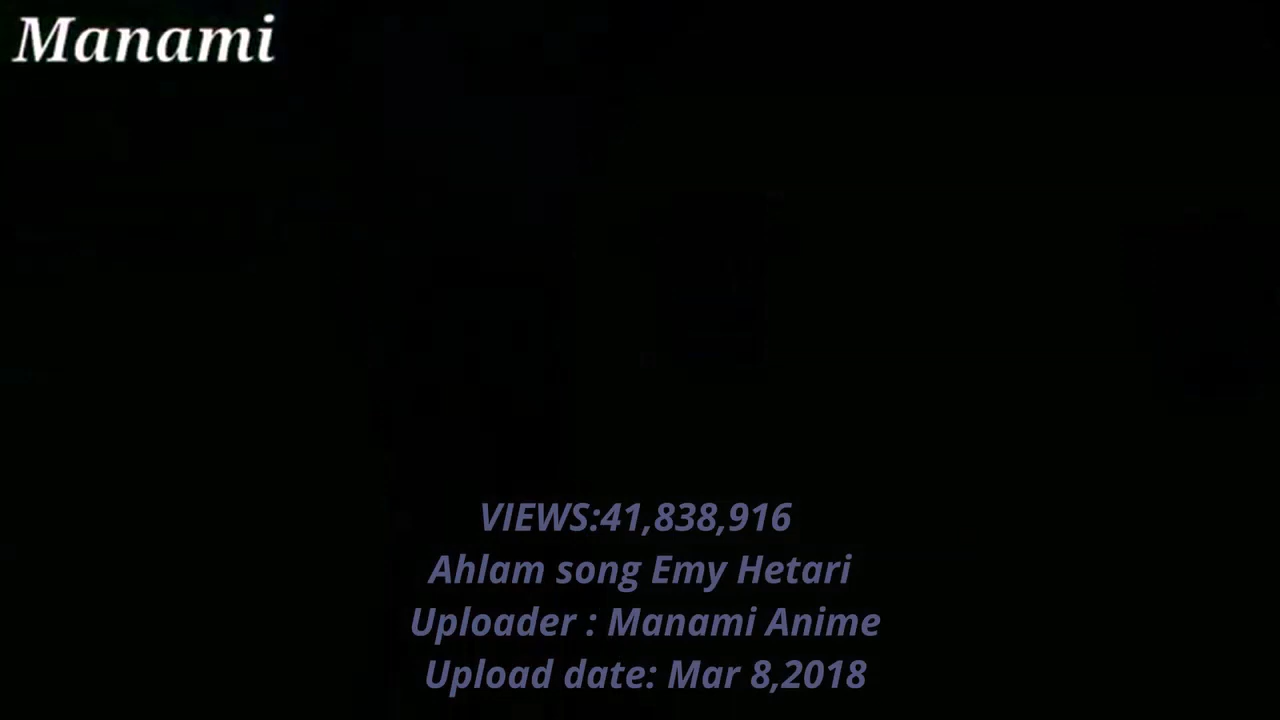 Manami
VIEWS:41,838,916
Ahlam song Emy Hetari
Uploader : Manami Anime
Upload date: Mar 8,2018